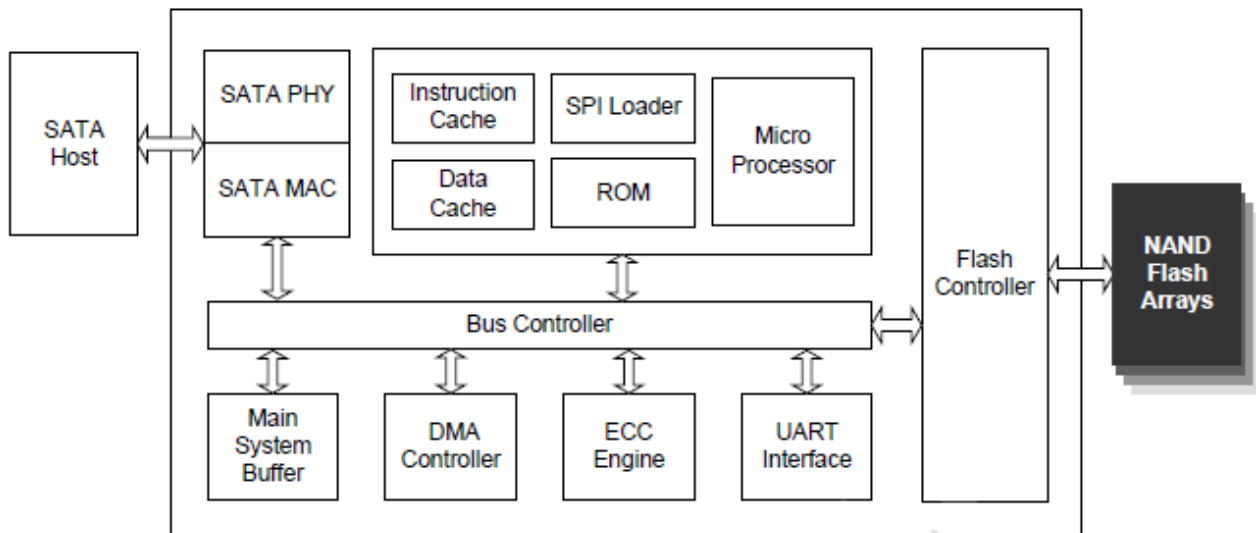 SATA
Host
SATA PHY
SATA MAC
Instruction
Cache
SPI Loader
Data
Cache
ROM
Micro
Processor
Flash
Controller
NAND
Flash
Arrays
Bus Controller
Main
System
Buffer
DMA
Controller
ECC
Engine
UART
Interface